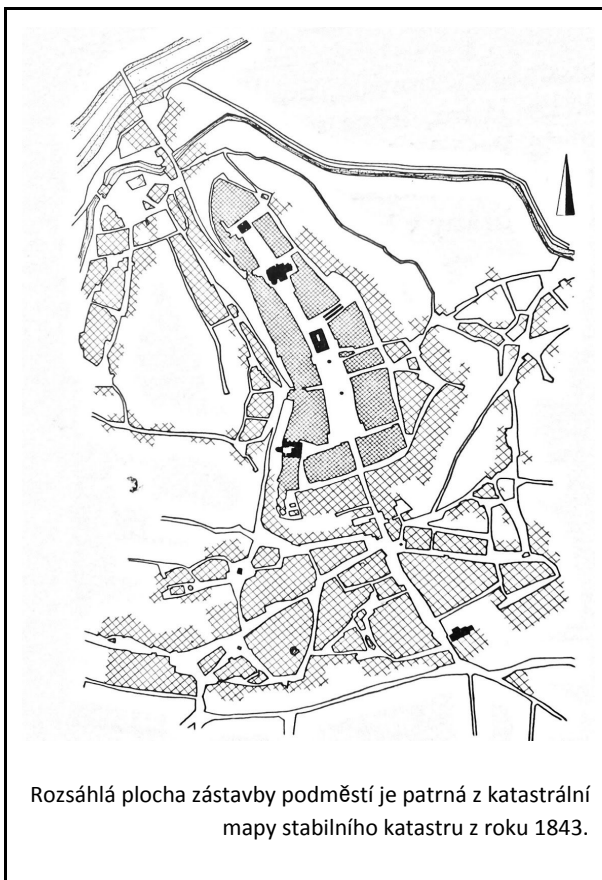 Rozsáhlá plocha zástavby podměstí je patrná z katastrální
mapy stabilního katastru z roku 1843.